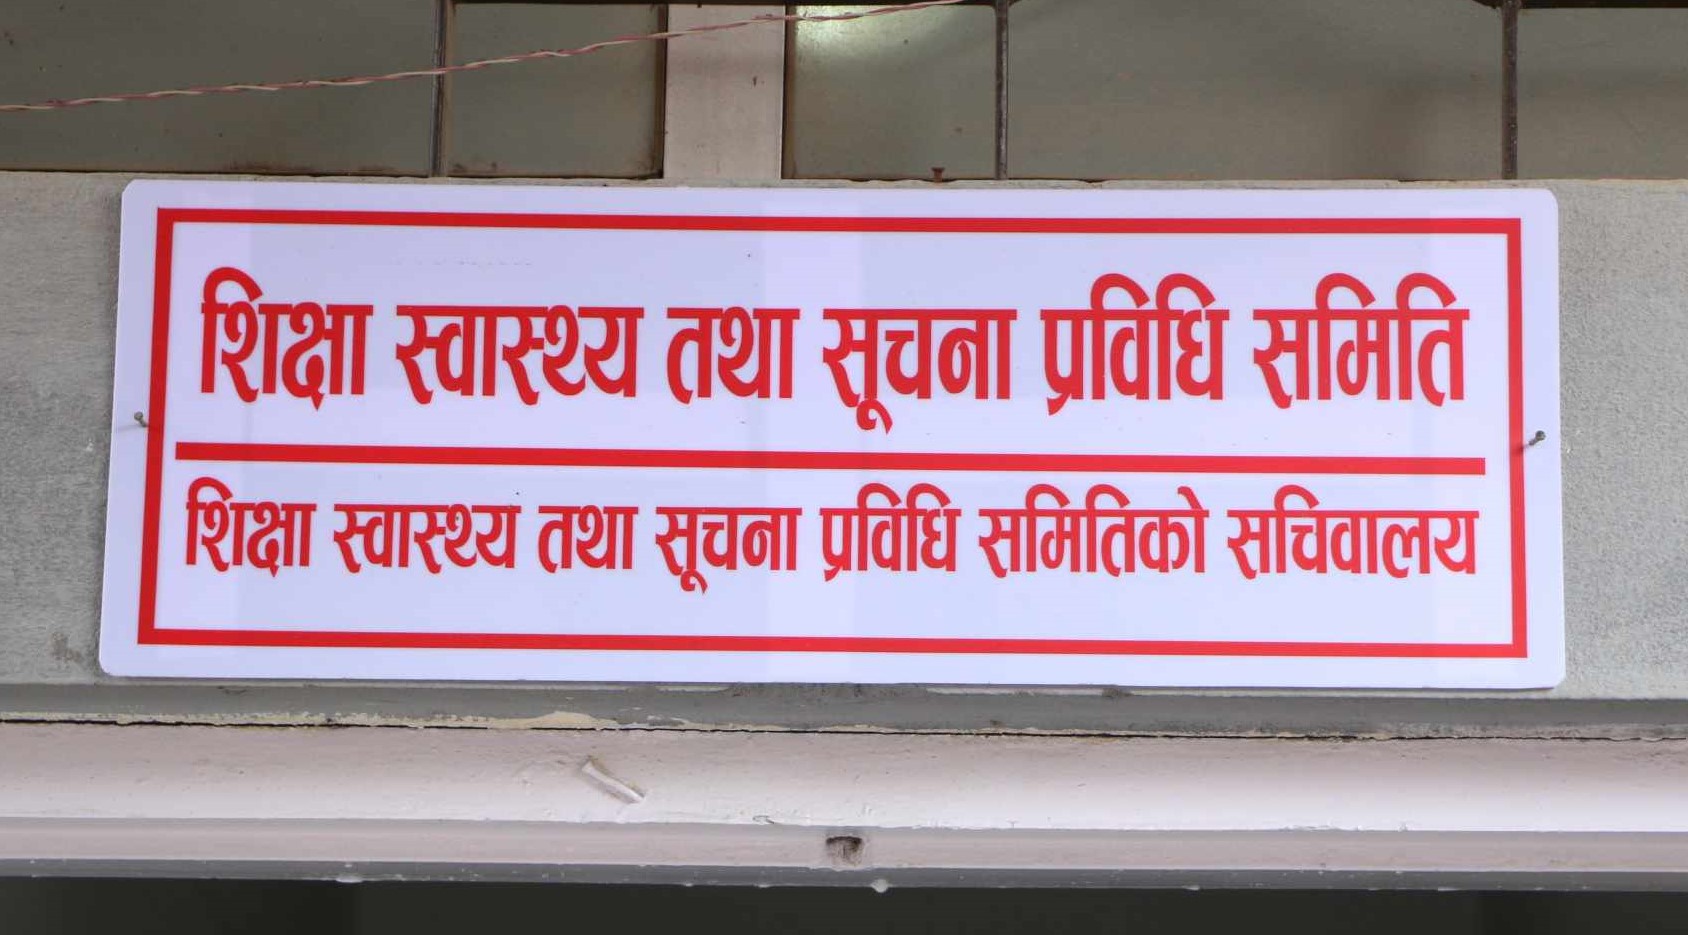 शिक्षा स्वास्थ्य तथा सूचना प्रविधि समिति
शिक्षा स्वास्थ्य तथा सूचना प्रविधि समितिको सचिवालय